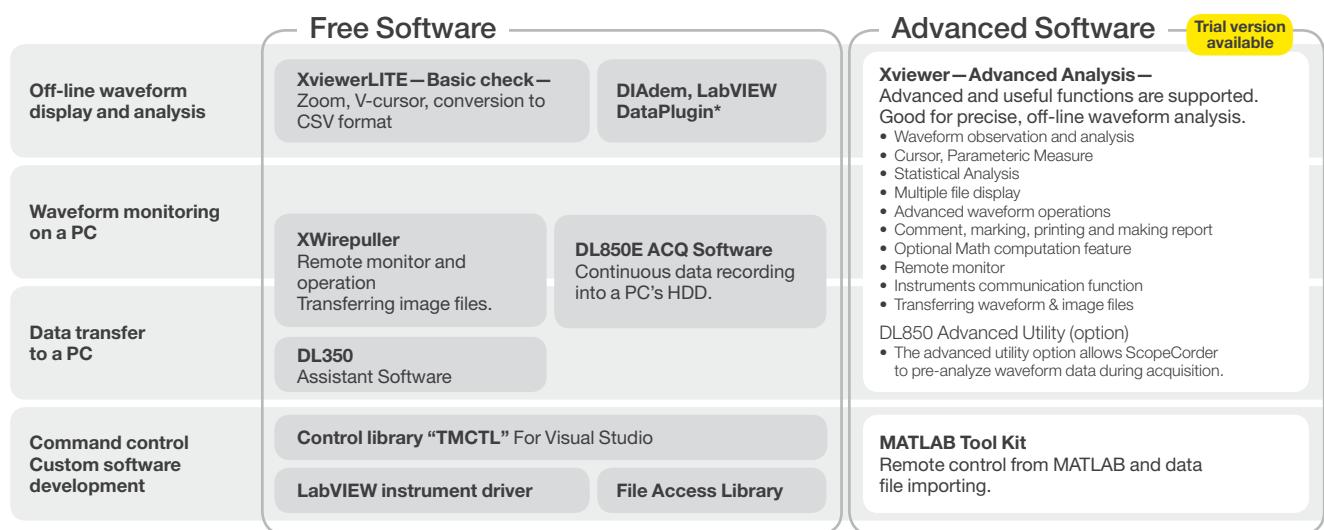 Free Software
Advanced Software
Trial version
available
Off-line waveform
display and analysis
XviewerLITE—Basic check—
Zoom, V-cursor, conversion to
CSV format
DIAdem, LabVIEW
DataPlugin*
Xviewer—Advanced Analysis—
Advanced and useful functions are supported.
Good for precise, off-line waveform analysis.
• Waveform observation and analysis
• Cursor, Parameteric Measure
• Statistical Analysis
• Multiple file display
• Advanced waveform operations
• Comment, marking, printing and making report
• Optional Math computation feature
• Remote monitor
• Instruments communication function
• Transferring waveform & image files
DL850 Advanced Utility (option)
• The advanced utility option allows ScopeCorder
to pre-analyze waveform data during acquisition.
Waveform monitoring
on a PC
XWirepuller
Remote monitor and
operation
Transferring image files.
DL850E ACQ Software
Continuous data recording
into a PC's HDD.
Data transfer
to a PC
DL350
Assistant Software
Command control
Custom software
development
Control library “TMCTL” For Visual Studio
LabVIEW instrument driver
File Access Library
MATLAB Tool Kit
Remote control from MATLAB and data
file importing.